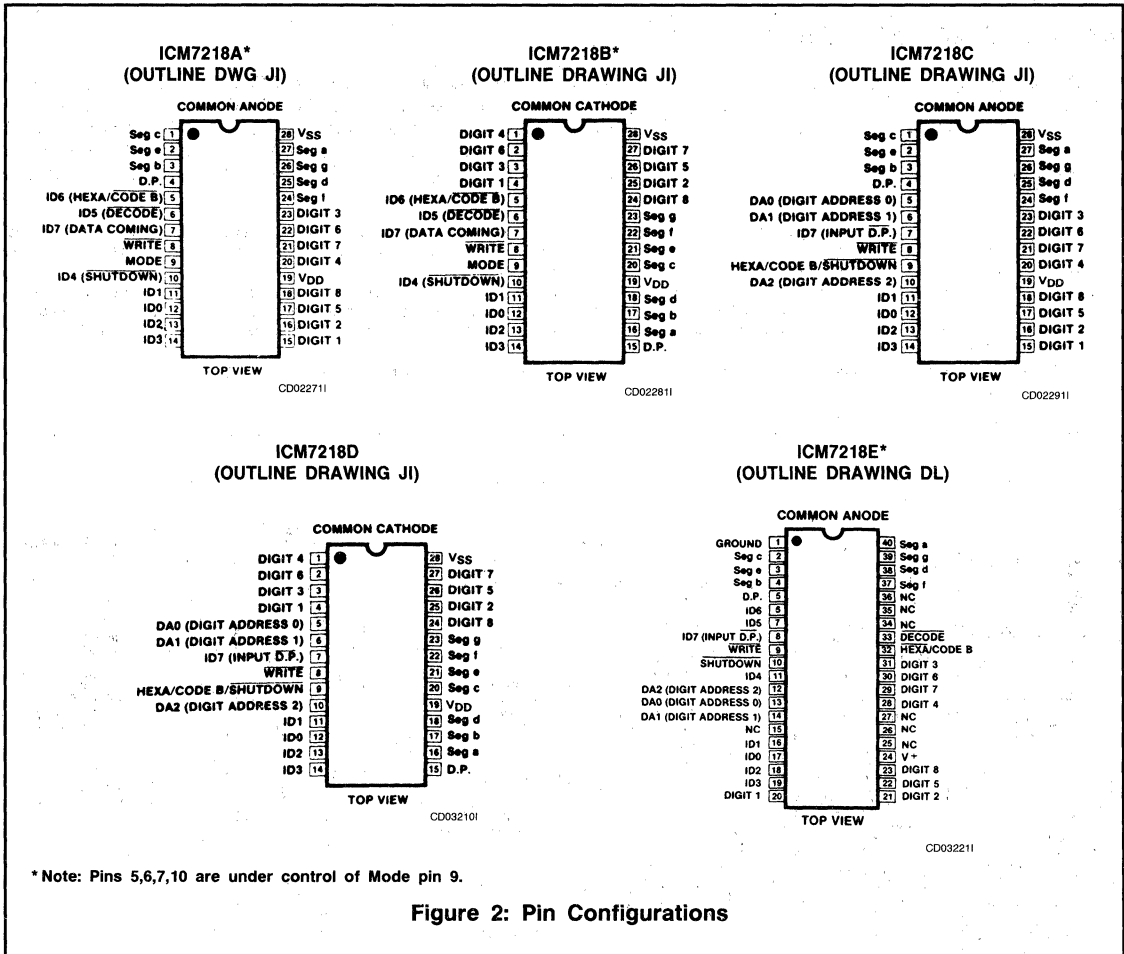 ICM7218A*
(OUTLINE DWG JI)
COMMON ANODE
Seg c 1
Seg e 2
Seg b 3
D.P. 4
ID6 (HEXA/CODE B) 5
ID5 (DECODE) 6
ID7 (DATA COMING) 7
WRITE 8
MODE 9
ID4 (SHUTDOWN) 10
ID1 11
ID0 12
ID2 13
ID3 14
28 VSS
27 Seg a
26 Seg g
25 Seg d
24 Seg f
23 DIGIT 3
22 DIGIT 6
21 DIGIT 7
20 DIGIT 4
19 VDD
18 DIGIT 8
17 DIGIT 5
16 DIGIT 2
15 DIGIT 1
TOP VIEW
CD02271I
ICM7218B*
(OUTLINE DRAWING JI)
COMMON CATHODE
DIGIT 4 1
DIGIT 6 2
DIGIT 3 3
DIGIT 1 4
ID6 (HEXA/CODE B) 5
ID5 (DECODE) 6
ID7 (DATA COMING) 7
WRITE 8
MODE 9
ID4 (SHUTDOWN) 10
ID1 11
ID0 12
ID2 13
ID3 14
28 VSS
27 DIGIT 7
26 DIGIT 5
25 DIGIT 2
24 DIGIT 8
23 Seg g
22 Seg f
21 Seg e
20 Seg c
19 VDD
18 Seg d
17 Seg b
16 Seg a
15 D.P.
TOP VIEW
CD02281I
ICM7218C
(OUTLINE DRAWING JI)
COMMON ANODE
Seg c 1
Seg e 2
Seg b 3
D.P. 4
DA0 (DIGIT ADDRESS 0) 5
DA1 (DIGIT ADDRESS 1) 6
ID7 (INPUT D.P.) 7
WRITE 8
HEXA/CODE B/SHUTDOWN 9
DA2 (DIGIT ADDRESS 2) 10
ID1 11
ID0 12
ID2 13
ID3 14
28 VSS
27 Seg a
26 Seg g
25 Seg d
24 Seg f
23 DIGIT 3
22 DIGIT 6
21 DIGIT 7
20 DIGIT 4
19 VDD
18 DIGIT 8
17 DIGIT 5
16 DIGIT 2
15 DIGIT 1
TOP VIEW
CD02291I
ICM7218D
(OUTLINE DRAWING JI)
COMMON CATHODE
DIGIT 4 1
DIGIT 6 2
DIGIT 3 3
DIGIT 1 4
DA0 (DIGIT ADDRESS 0) 5
DA1 (DIGIT ADDRESS 1) 6
ID7 (INPUT D.P.) 7
WRITE 8
HEXA/CODE B/SHUTDOWN 9
DA2 (DIGIT ADDRESS 2) 10
ID1 11
ID0 12
ID2 13
ID3 14
28 VSS
27 DIGIT 7
26 DIGIT 5
25 DIGIT 2
24 DIGIT 8
23 Seg g
22 Seg f
21 Seg e
20 Seg c
19 VDD
18 Seg d
17 Seg b
16 Seg a
15 D.P.
TOP VIEW
CD03210I
ICM7218E*
(OUTLINE DRAWING DL)
COMMON ANODE
GROUND 1
Seg c 2
Seg e 3
Seg b 4
D.P. 5
ID6 6
ID5 7
ID7 (INPUT D.P.) 8
WRITE 9
SHUTDOWN 10
ID4 11
DA2 (DIGIT ADDRESS 2) 12
DA0 (DIGIT ADDRESS 0) 13
DA1 (DIGIT ADDRESS 1) 14
NC 15
ID1 16
ID0 17
ID2 18
ID3 19
DIGIT 1 20
40 Seg a
39 Seg g
38 Seg d
37 Seg f
36 NC
35 NC
34 NC
33 DECODE
32 HEXA/CODE B
31 DIGIT 3
30 DIGIT 6
29 DIGIT 7
28 DIGIT 4
27 NC
26 NC
25 NC
24 V+
23 DIGIT 8
22 DIGIT 5
21 DIGIT 2
TOP VIEW
CD03221I
* Note: Pins 5,6,7,10 are under control of Mode pin 9.
Figure 2: Pin Configurations